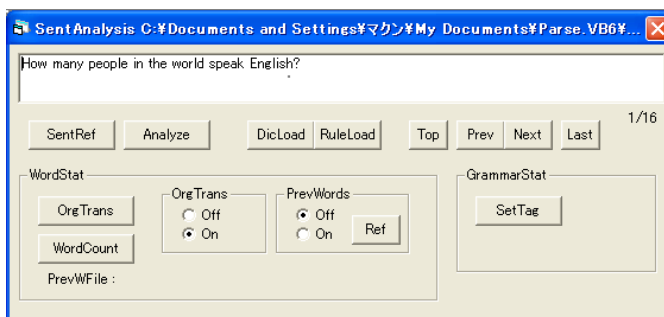 SentAnalysis C:¥Documents and Settings¥マクン¥My Documents¥Parse.VB6¥...
How many people in the world speak English?
1/16
SentRef Analyze DicLoad RuleLoad Top Prev Next Last
WordStat GrammarStat
OrgTrans PrevWords
OrgTrans Off Off SetTag
On On Ref
WordCount
PrevWFile :